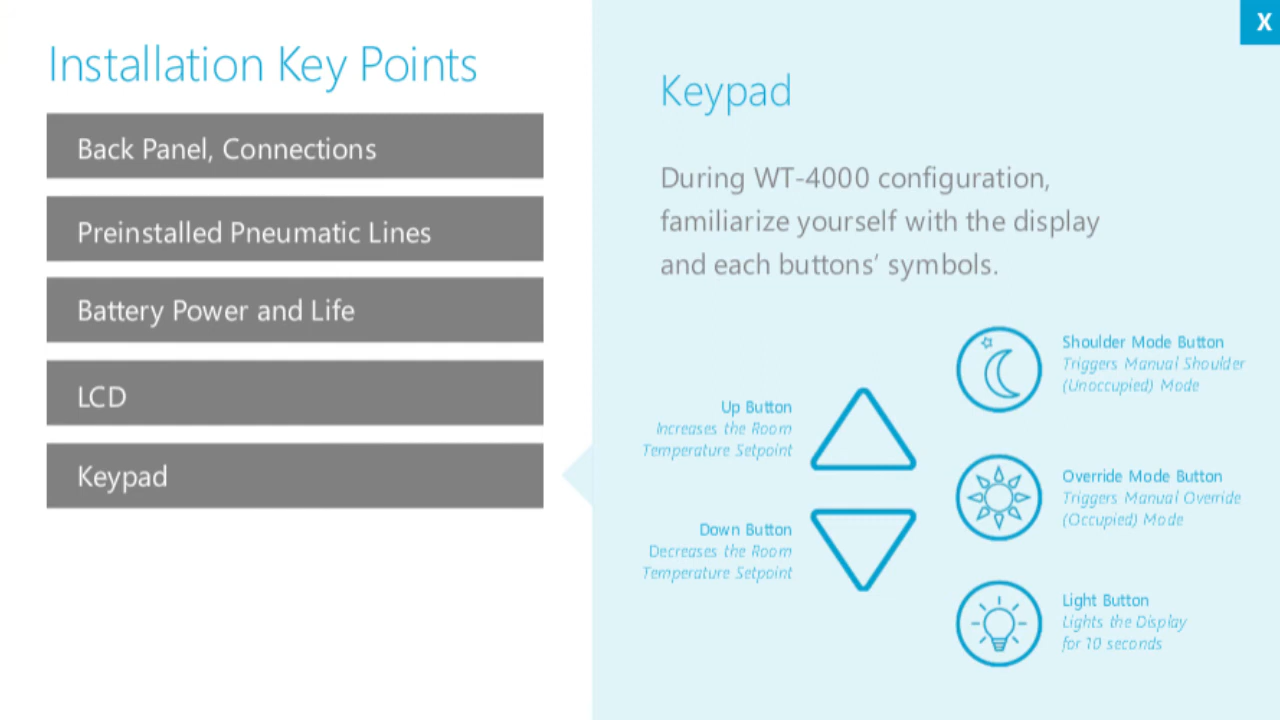 Installation Key Points
Back Panel, Connections
Preinstalled Pneumatic Lines
Battery Power and Life
LCD
Keypad
X
Keypad
During WT-4000 configuration,
familiarize yourself with the display
and each buttons’ symbols.
Up Button
Increases the Room
Temperature Setpoint
Down Button
Decreases the Room
Temperature Setpoint
Shoulder Mode Button
Triggers Manual Shoulder
(Unoccupied) Mode
Override Mode Button
Triggers Manual Override
(Occupied) Mode
Light Button
Lights the Display
for 10 seconds